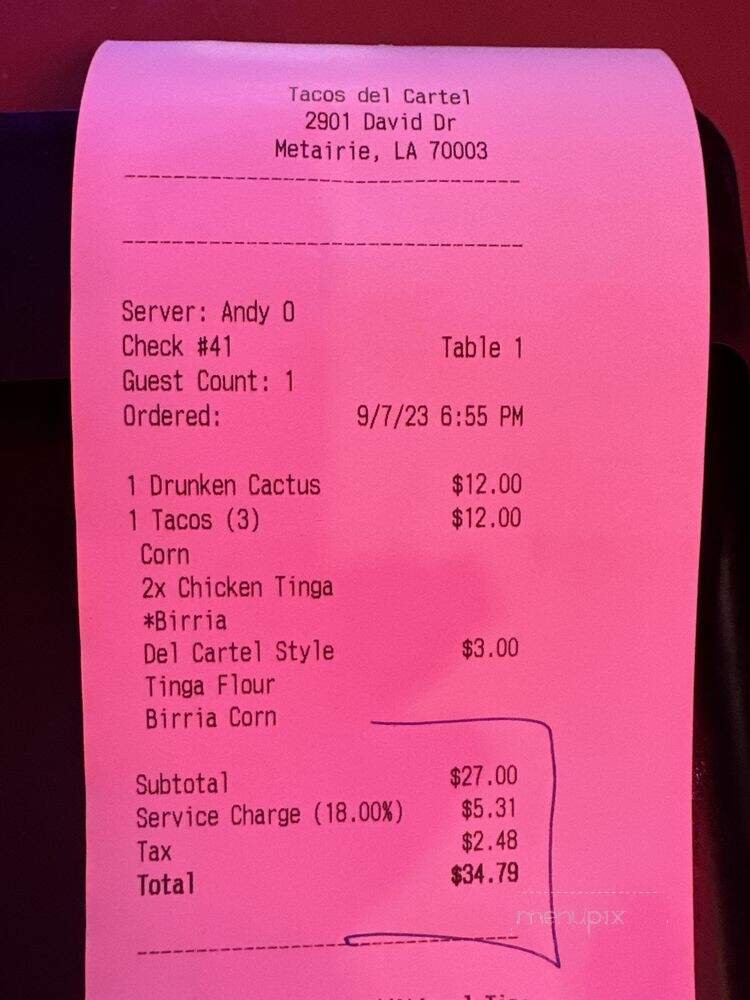 Tacos del Cartel
2901 David Dr
Metairie, LA 70003
Server: Andy O
Check #41 Table 1
Guest Count: 1
Ordered: 9/7/23 6:55 PM
1 Drunken Cactus $12.00
1 Tacos (3) $12.00
Corn
2x Chicken Tinga
*Birria
Del Cartel Style $3.00
Tinga Flour
Birria Corn
Subtotal $27.00
Service Charge (18.00%) $5.31
Tax $2.48
Total $34.79
menupix